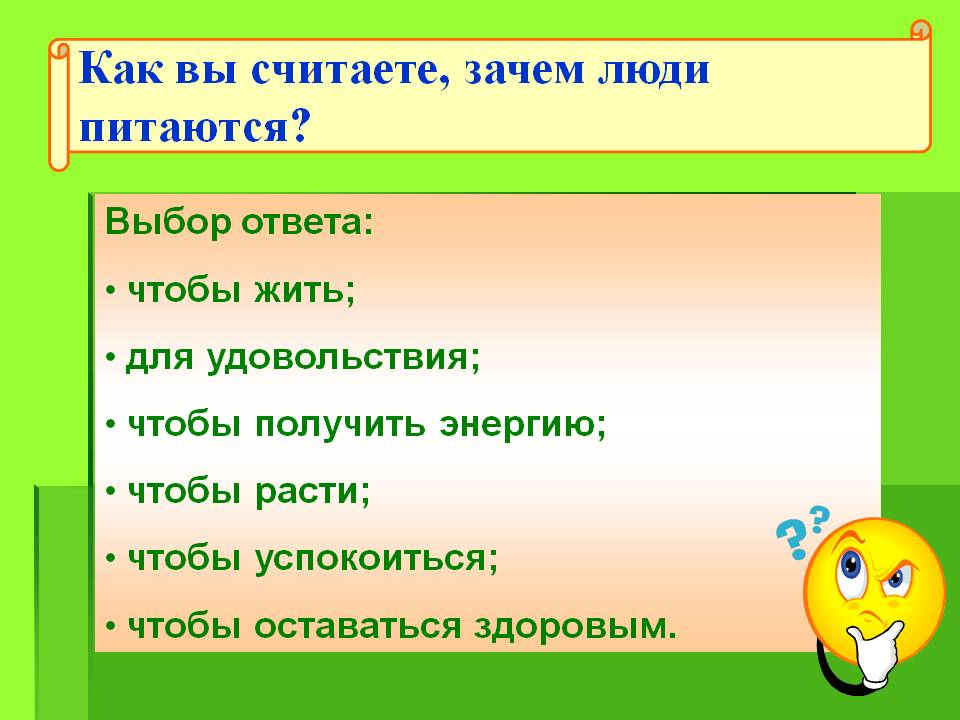 Как вы считаете, зачем люди
питаются?
Выбор ответа:
• чтобы жить;
• для удовольствия;
• чтобы получить энергию;
• чтобы расти;
• чтобы успокоиться;
• чтобы оставаться здоровым.
??